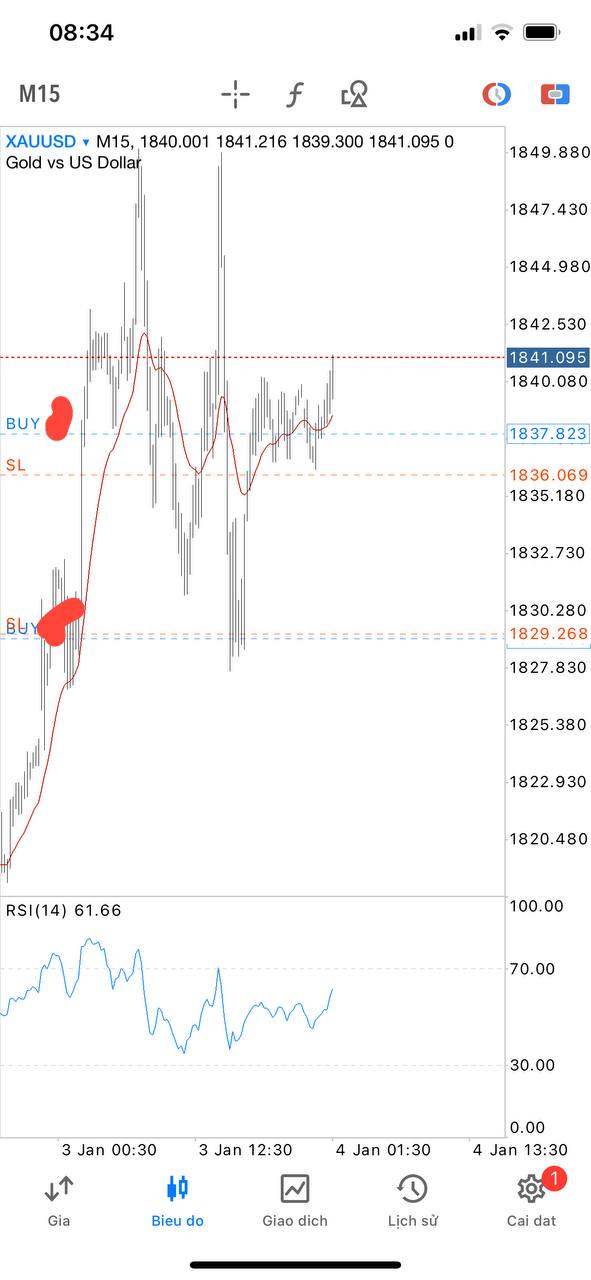 08:34
M15
XAUUSD ▾ M15, 1840.001 1841.216 1839.300 1841.095 0
Gold vs US Dollar
1849.880
1847.430
1844.980
1842.530
1841.095
1840.080
BUY
1837.823
SL
1836.069
1835.180
1832.730
1830.280
SL
BUY
1829.268
1827.830
1825.380
1822.930
1820.480
RSI(14) 61.66
100.00
70.00
30.00
0.00
3 Jan 00:30 3 Jan 12:30 4 Jan 01:30 4 Jan 13:30
1
Gia Bieu do Giao dich Lịch sử Cai dat